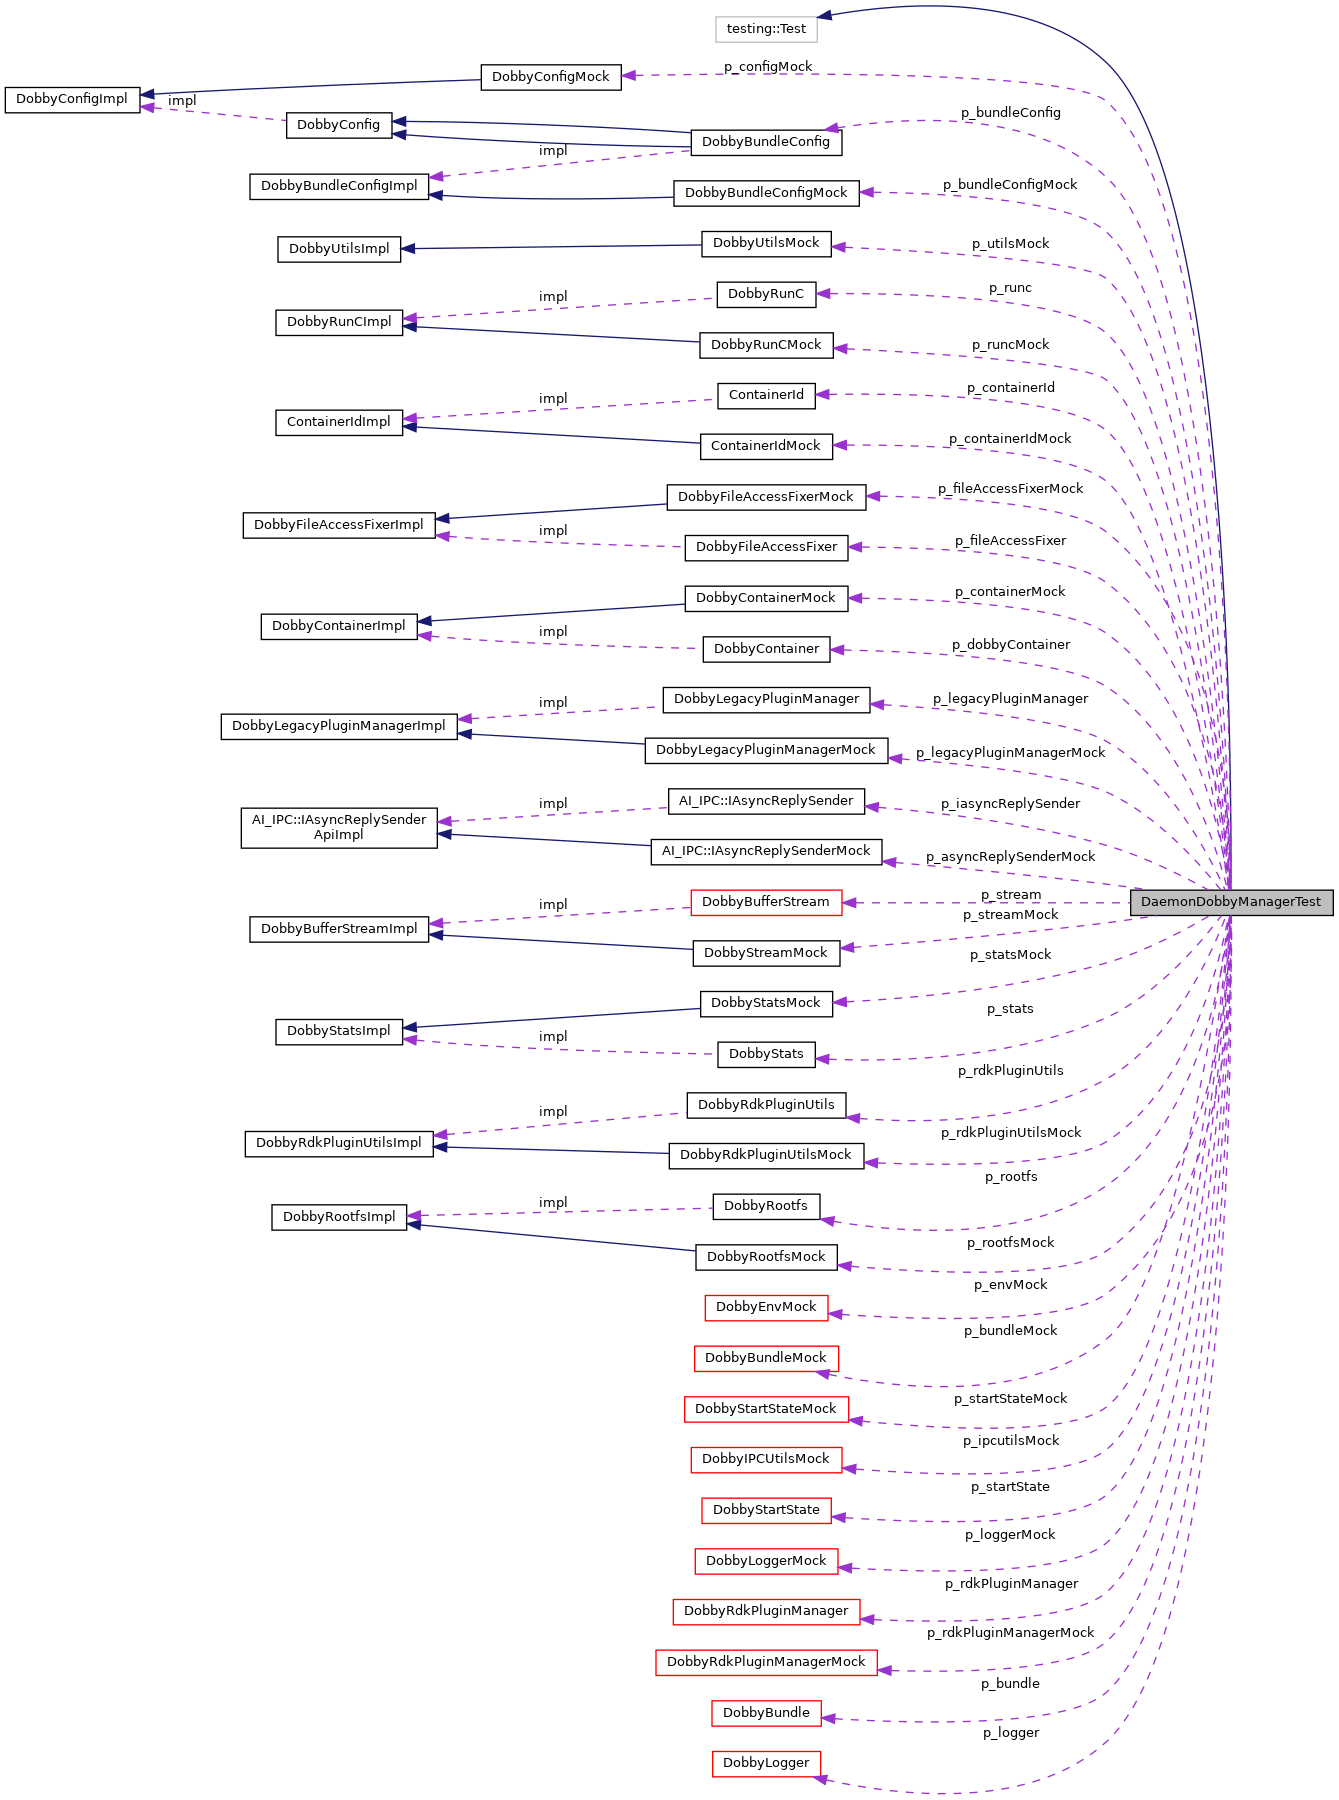 testing::Test
p_configMock
DobbyConfigMock
DobbyConfigImpl
impl
p_bundleConfig
DobbyConfig
DobbyBundleConfig
impl
DobbyBundleConfigImpl
p_bundleConfigMock
DobbyBundleConfigMock
p_utilsMock
DobbyUtilsMock
DobbyUtilsImpl
p_runc
DobbyRunC
impl
DobbyRunCImpl
p_runcMock
DobbyRunCMock
p_containerId
ContainerId
impl
ContainerIdImpl
p_containerIdMock
ContainerIdMock
p_fileAccessFixerMock
DobbyFileAccessFixerMock
DobbyFileAccessFixerImpl
impl
p_fileAccessFixer
DobbyFileAccessFixer
p_containerMock
DobbyContainerMock
DobbyContainerImpl
impl
p_dobbyContainer
DobbyContainer
p_legacyPluginManager
DobbyLegacyPluginManager
impl
DobbyLegacyPluginManagerImpl
p_legacyPluginManagerMock
DobbyLegacyPluginManagerMock
p_iasyncReplySender
AI_IPC::IAsyncReplySender
impl
AI_IPC::IAsyncReplySender
ApiImpl
p_asyncReplySenderMock
AI_IPC::IAsyncReplySenderMock
p_stream
DobbyBufferStream
DaemonDobbyManagerTest
impl
p_streamMock
DobbyBufferStreamImpl
DobbyStreamMock
p_statsMock
DobbyStatsMock
p_stats
DobbyStatsImpl
impl
DobbyStats
p_rdkPluginUtils
DobbyRdkPluginUtils
impl
p_rdkPluginUtilsMock
DobbyRdkPluginUtilsImpl
DobbyRdkPluginUtilsMock
p_rootfs
impl
DobbyRootfs
DobbyRootfsImpl
p_rootfsMock
DobbyRootfsMock
p_envMock
DobbyEnvMock
p_bundleMock
DobbyBundleMock
p_startStateMock
DobbyStartStateMock
p_ipcutilsMock
DobbyIPCUtilsMock
p_startState
DobbyStartState
p_loggerMock
DobbyLoggerMock
p_rdkPluginManager
DobbyRdkPluginManager
p_rdkPluginManagerMock
DobbyRdkPluginManagerMock
p_bundle
DobbyBundle
p_logger
DobbyLogger